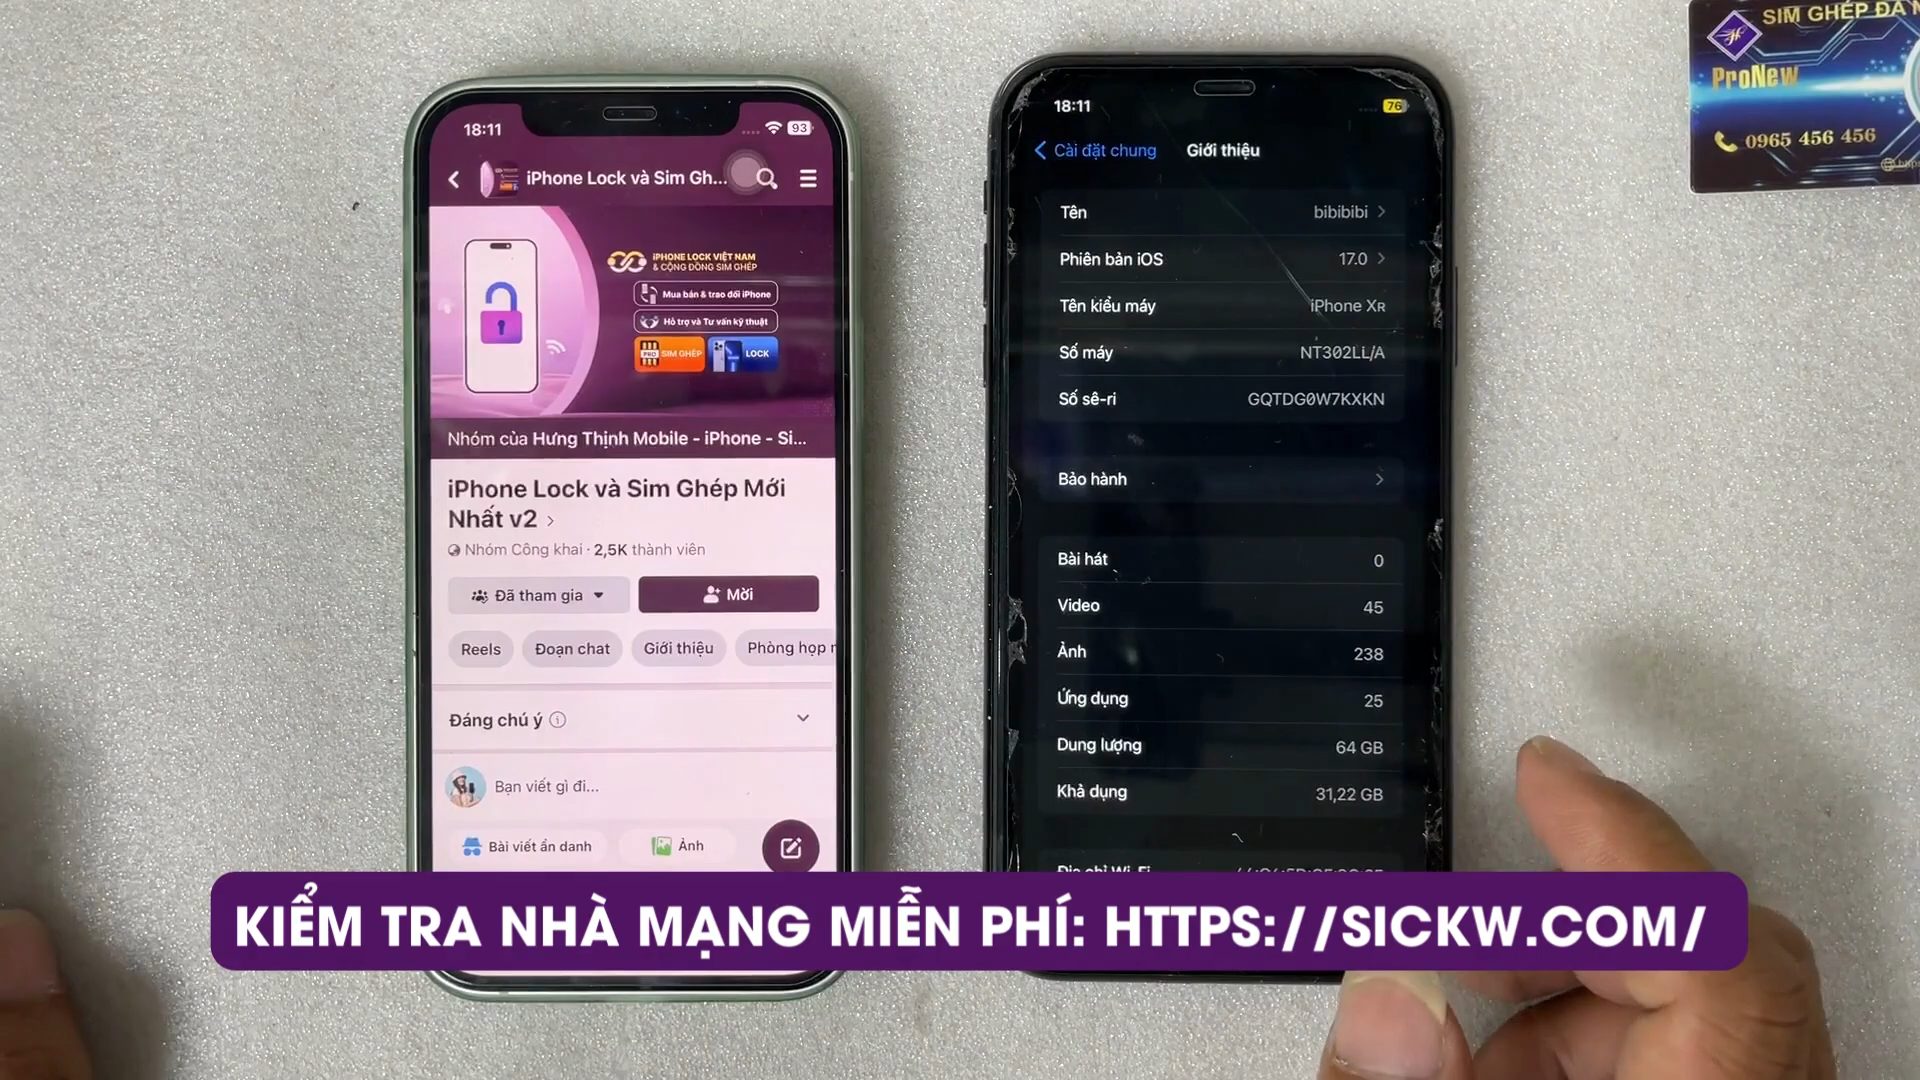 18:11
93
iPhone Lock và Sim Gh...
iPHONE LOCK VIỆT NAM
& CỘNG ĐỒNG SIM GHÉP
Mua bán & trao đổi iPhone
Hỗ trợ và Tư vấn kỹ thuật
PRO SIM GHÉP
LOCK
Nhóm của Hưng Thịnh Mobile - iPhone - Si...
iPhone Lock và Sim Ghép Mới
Nhất v2
Nhóm Công khai · 2,5K thành viên
Đã tham gia
Mời
Reels
Đoạn chat
Giới thiệu
Phòng họp
Đáng chú ý
Bạn viết gì đi...
Bài viết ẩn danh
Ảnh
18:11
76
Cài đặt chung
Giới thiệu
Tên bibibibi
Phiên bản iOS 17.0
Tên kiểu máy iPhone XR
Số máy NT302LL/A
Số sê-ri GQTDG0W7KXKN
Bảo hành
Bài hát 0
Video 45
Ảnh 238
Ứng dụng 25
Dung lượng 64 GB
Khả dụng 31,22 GB
Địa chỉ Wi-Fi
SIM GHÉP ĐA
ProNew
0965 456 456
KIỂM TRA NHÀ MẠNG MIỄN PHÍ: HTTPS://SICKW.COM/